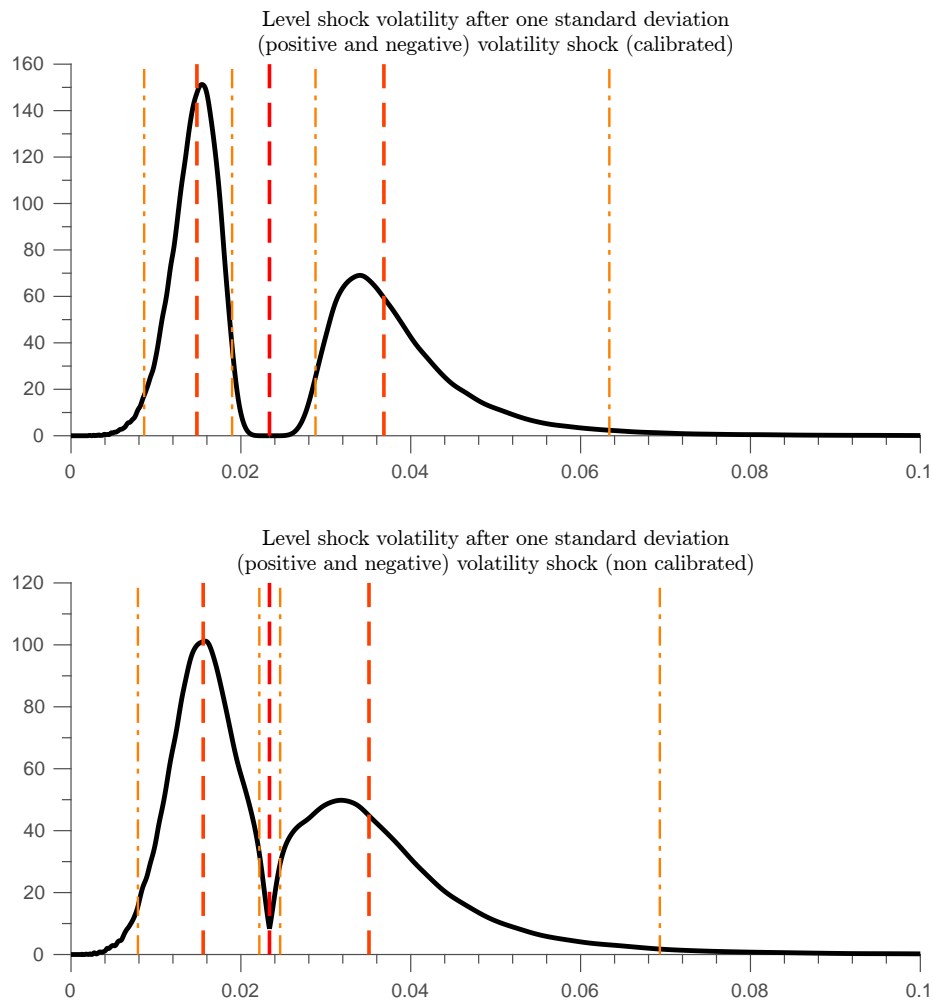 Level shock volatility after one standard deviation
(positive and negative) volatility shock (calibrated)
160
140
120
100
80
60
40
20
0
0 0.02 0.04 0.06 0.08 0.1
Level shock volatility after one standard deviation
(positive and negative) volatility shock (non calibrated)
120
100
80
60
40
20
0
0 0.02 0.04 0.06 0.08 0.1